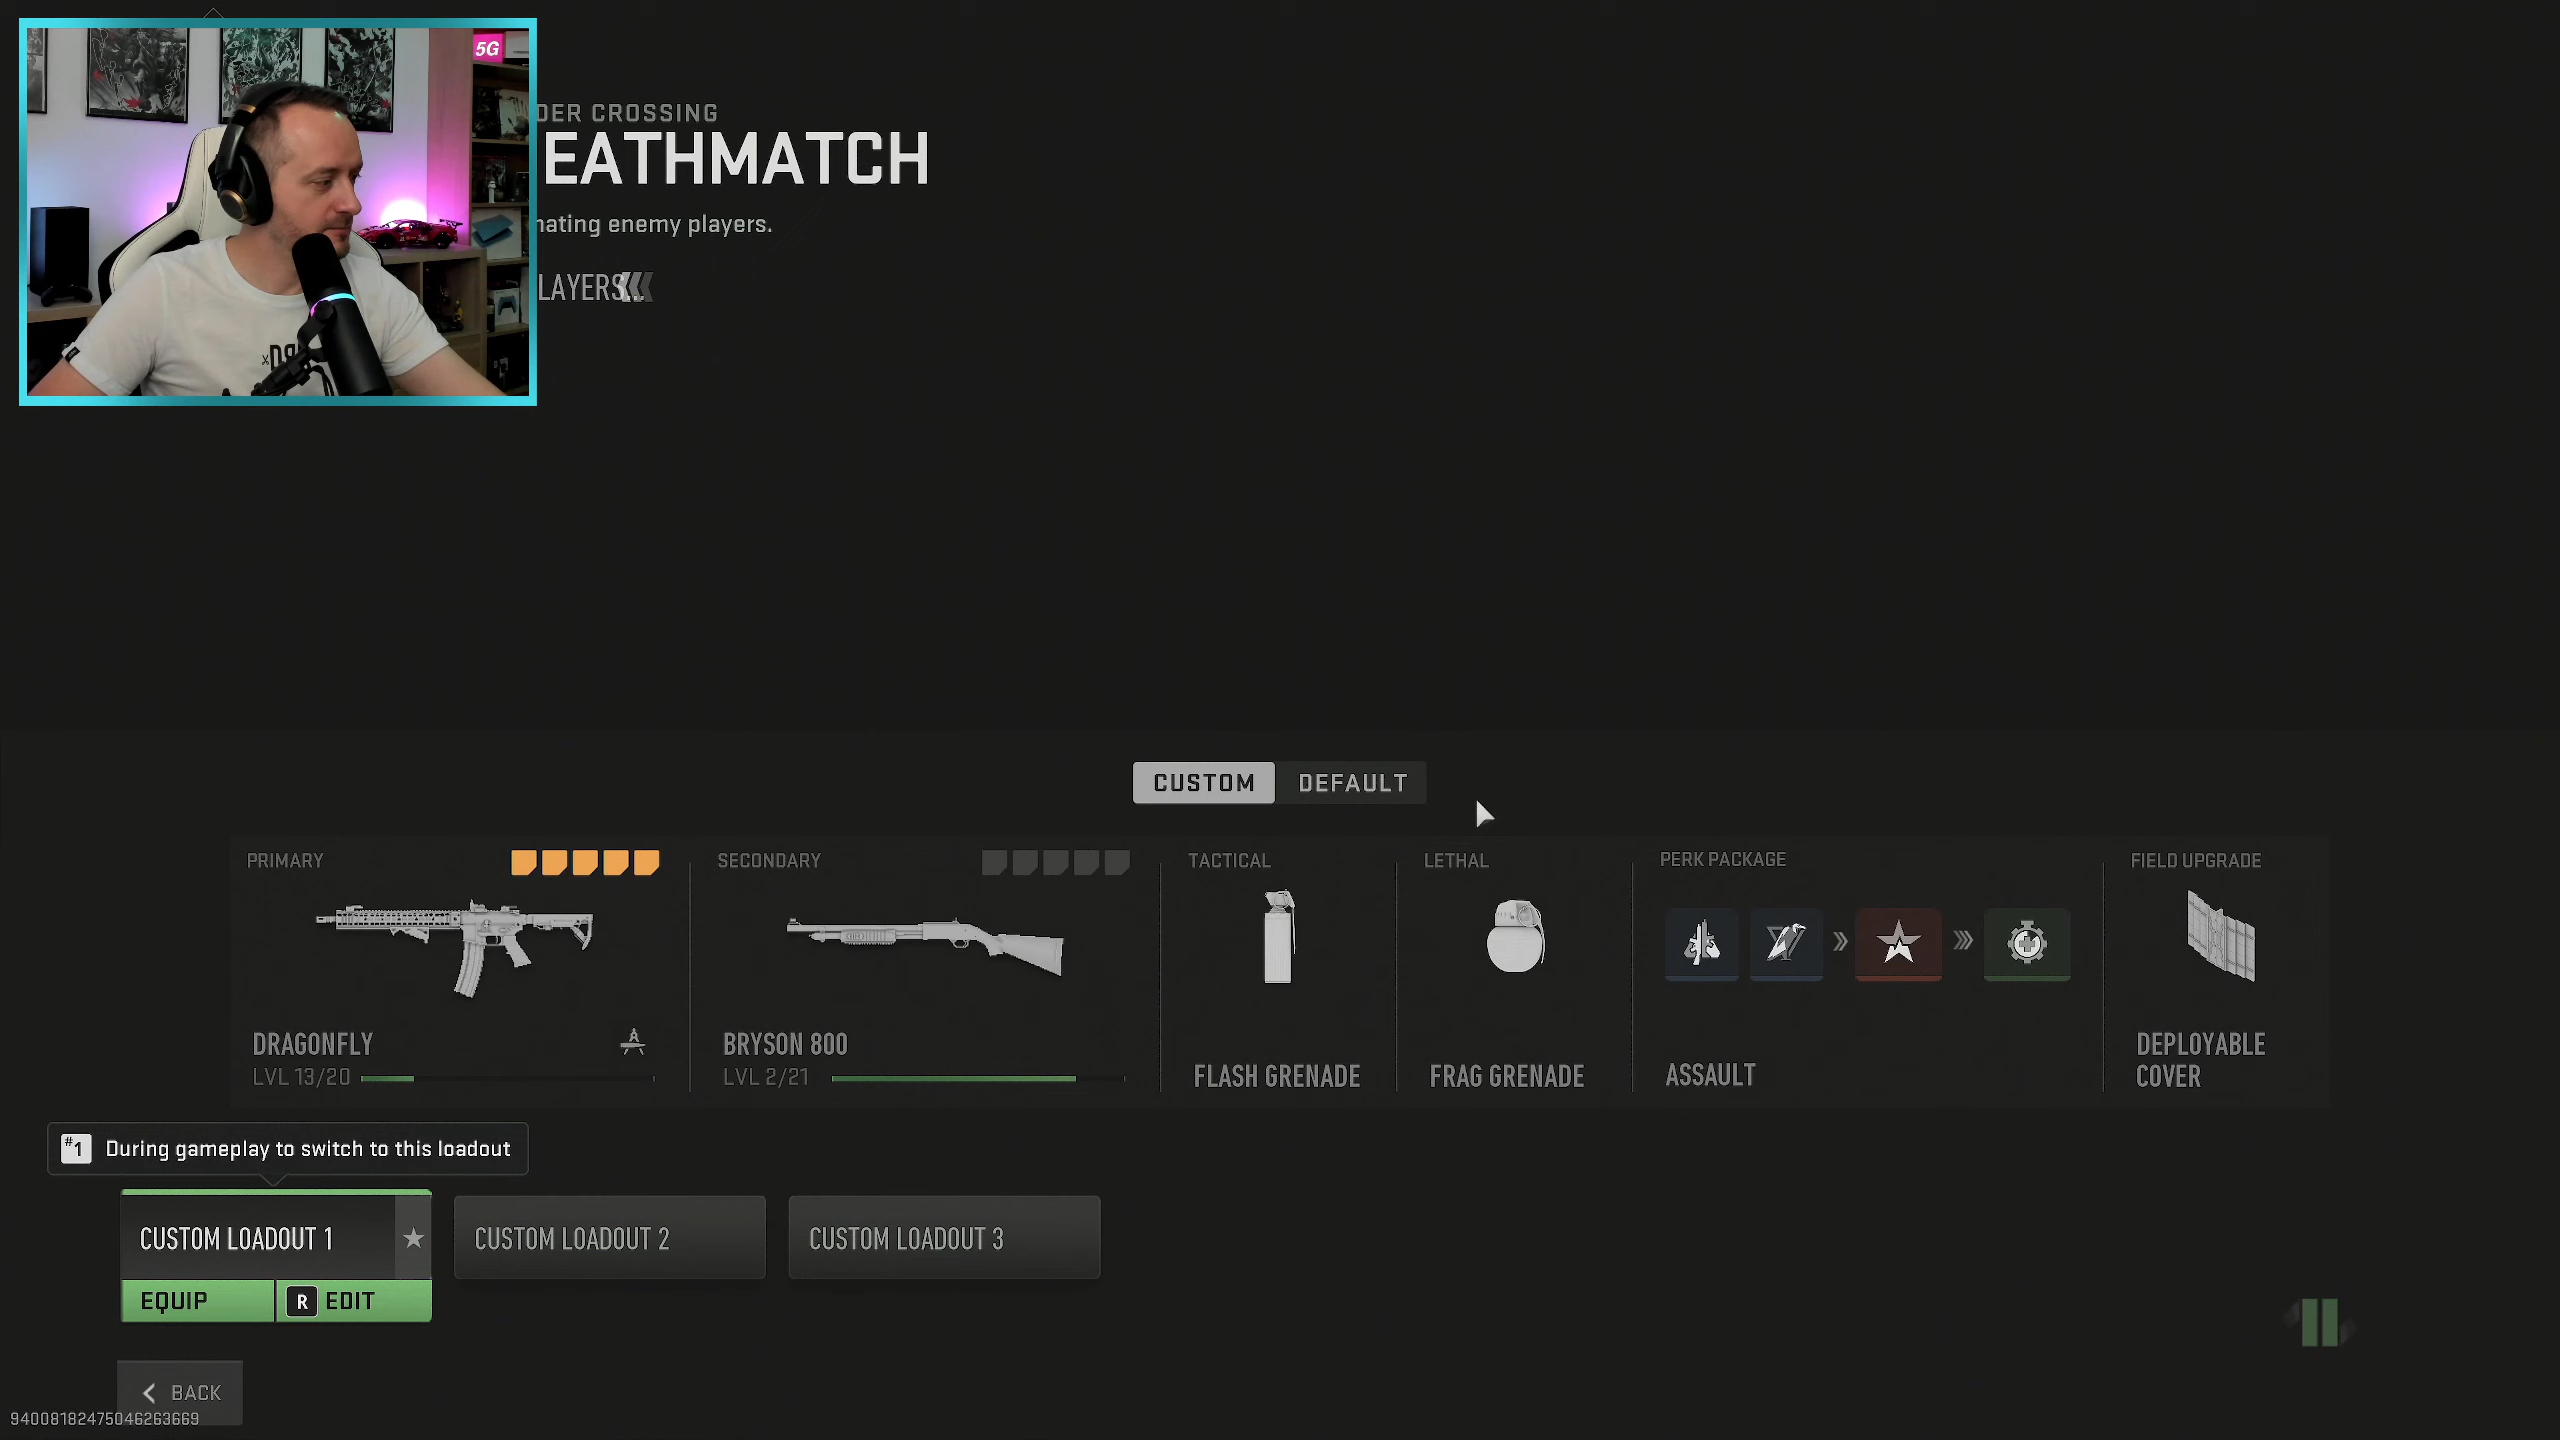 5G
DER CROSSING
EATHMATCH
nating enemy players.
LAYERS...
CUSTOM
DEFAULT
PRIMARY
SECONDARY
TACTICAL
LETHAL
PERK PACKAGE
FIELD UPGRADE
DRAGONFLY
LVL 13/20
BRYSON 800
LVL 2/21
FLASH GRENADE
FRAG GRENADE
ASSAULT
DEPLOYABLE
COVER
#1 During gameplay to switch to this loadout
CUSTOM LOADOUT 1
CUSTOM LOADOUT 2
CUSTOM LOADOUT 3
EQUIP
R EDIT
BACK
94008182475046263669